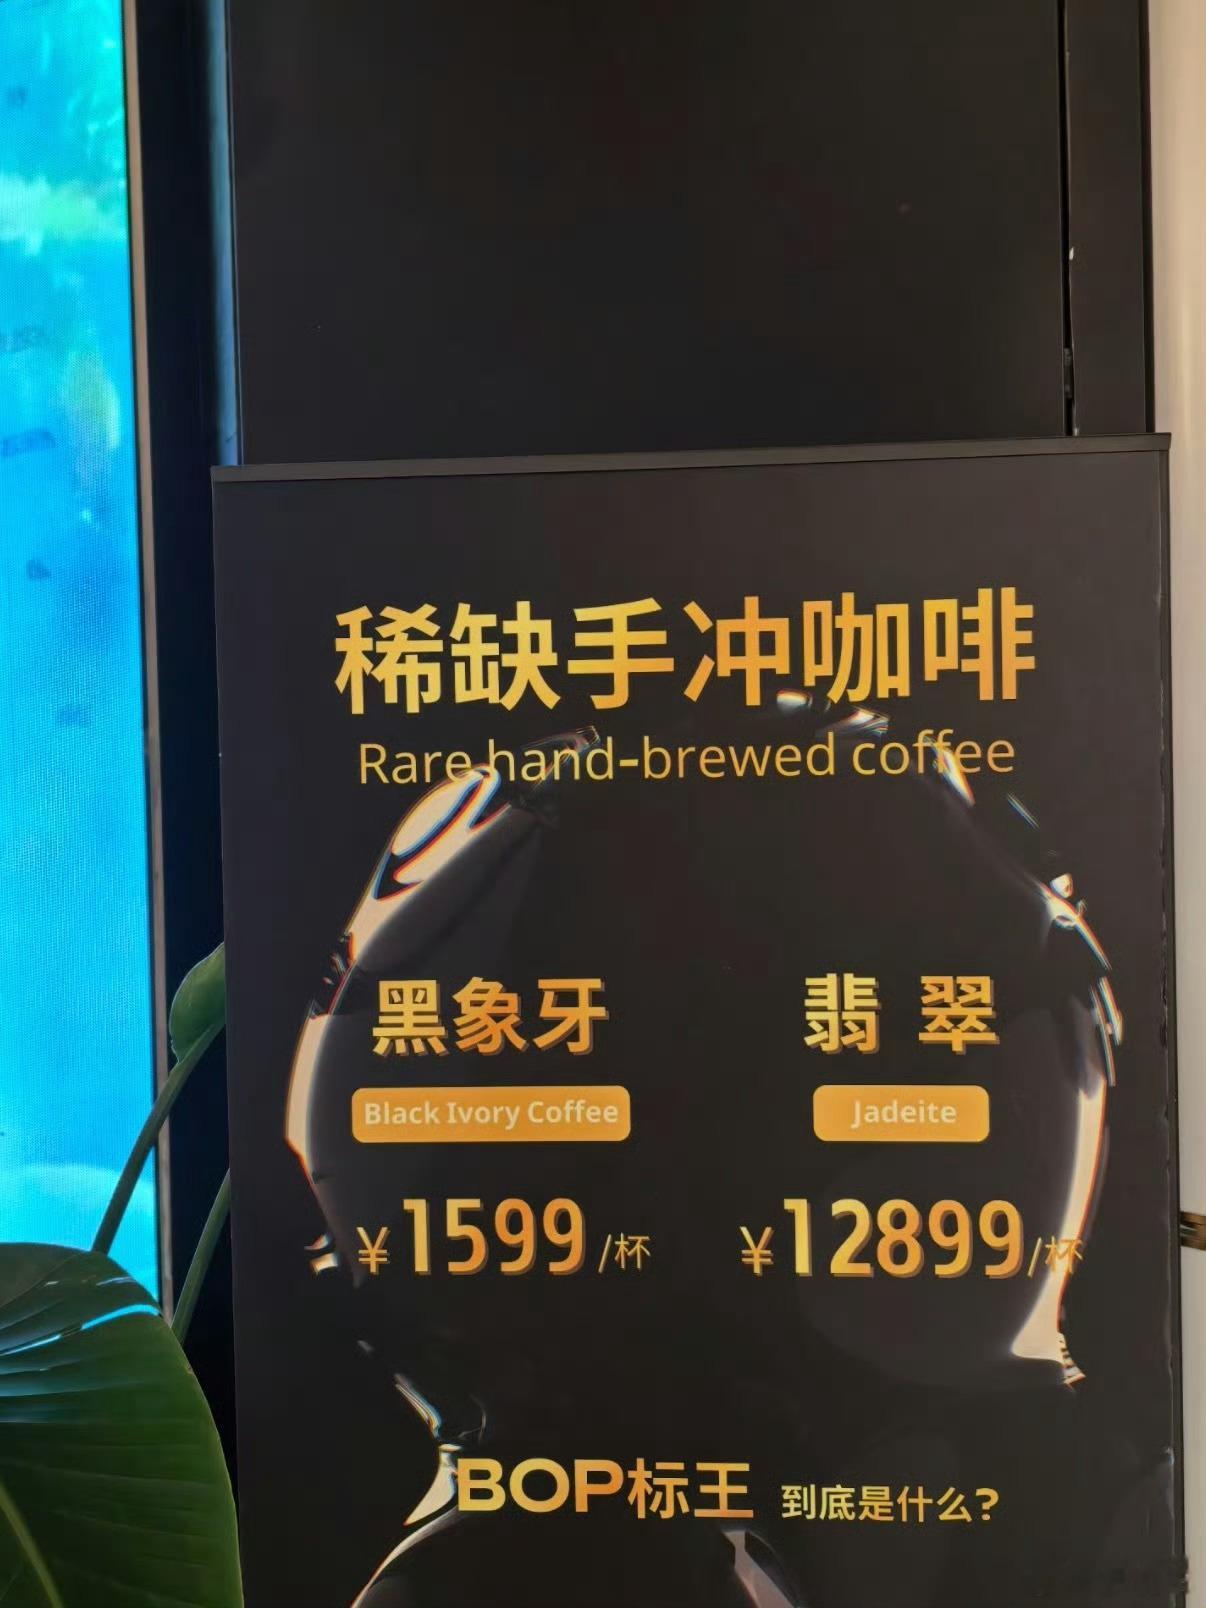 稀缺手冲咖啡
Rare hand-brewed coffee
黑象牙 翡翠
Black Ivory Coffee Jadeite
¥1599/杯 ¥12899/杯
BOP标王 到底是什么?